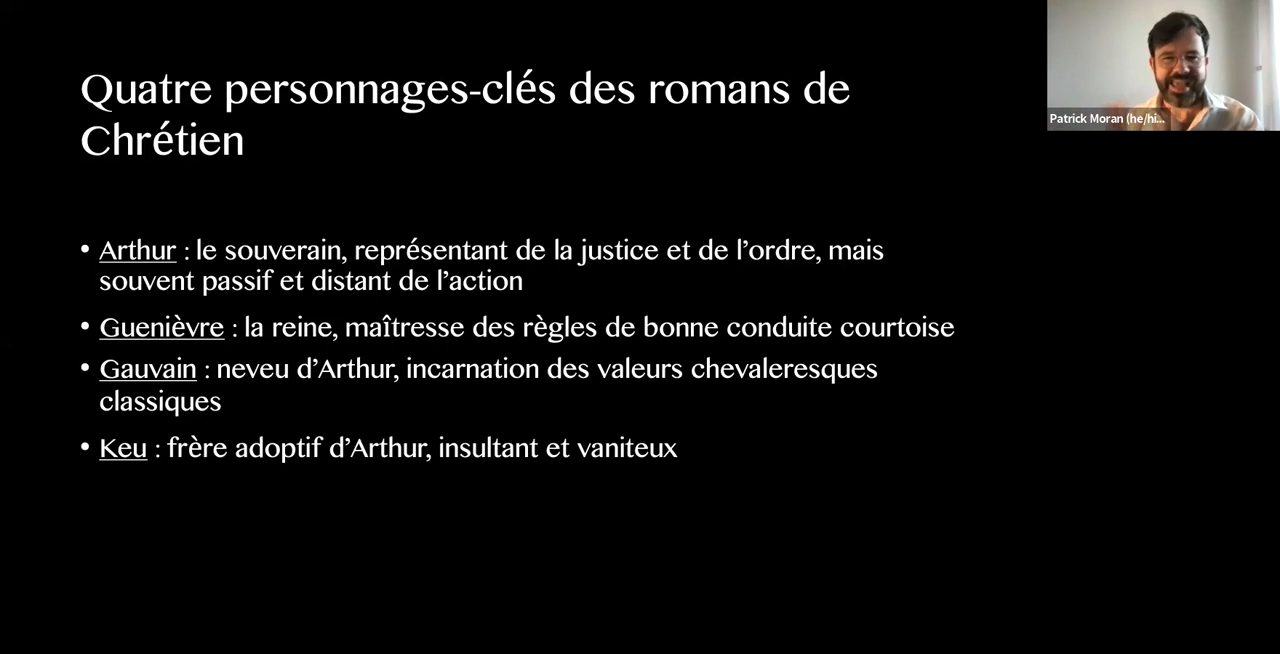 Quatre personnages-clés des romans de
Chrétien
• Arthur : le souverain, représentant de la justice et de l'ordre, mais
souvent passif et distant de l'action
• Guenièvre : la reine, maîtresse des règles de bonne conduite courtoise
• Gauvain : neveu d'Arthur, incarnation des valeurs chevaleresques
classiques
• Keu : frère adoptif d'Arthur, insultant et vaniteux
Patrick Moran (he/hi...